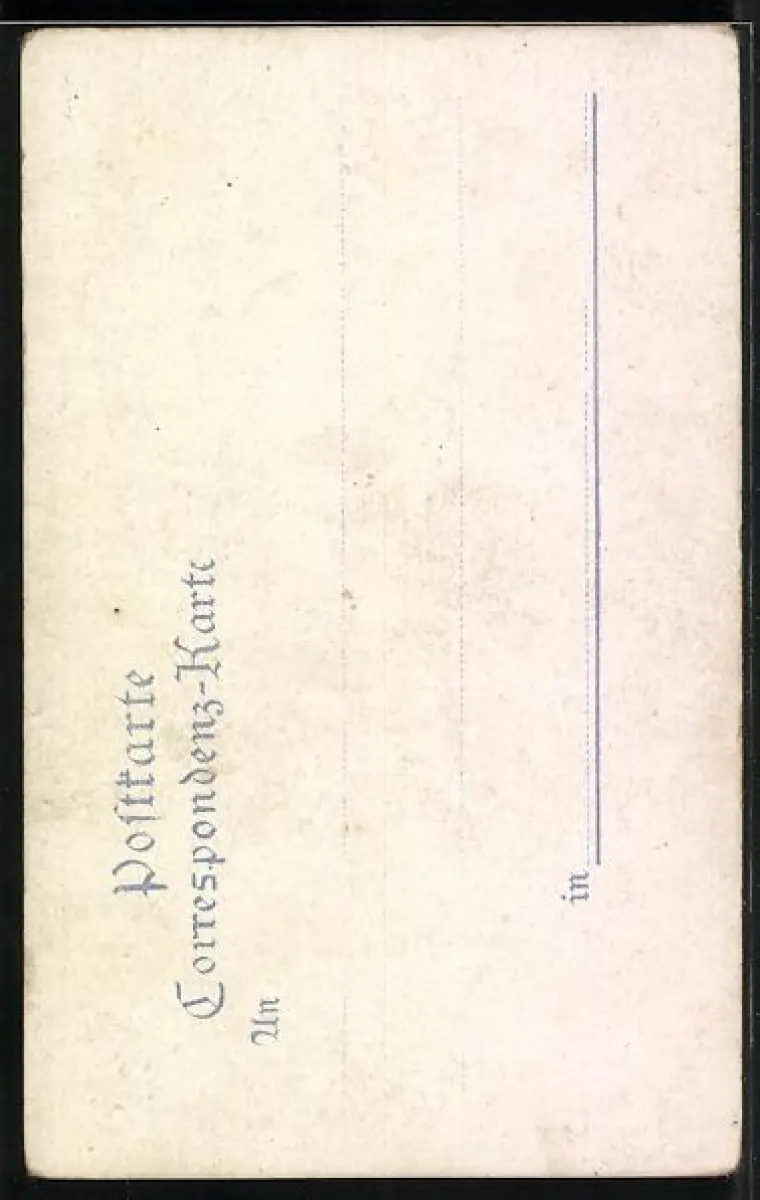 Postkarte
Correspondenz-Karte
An
in